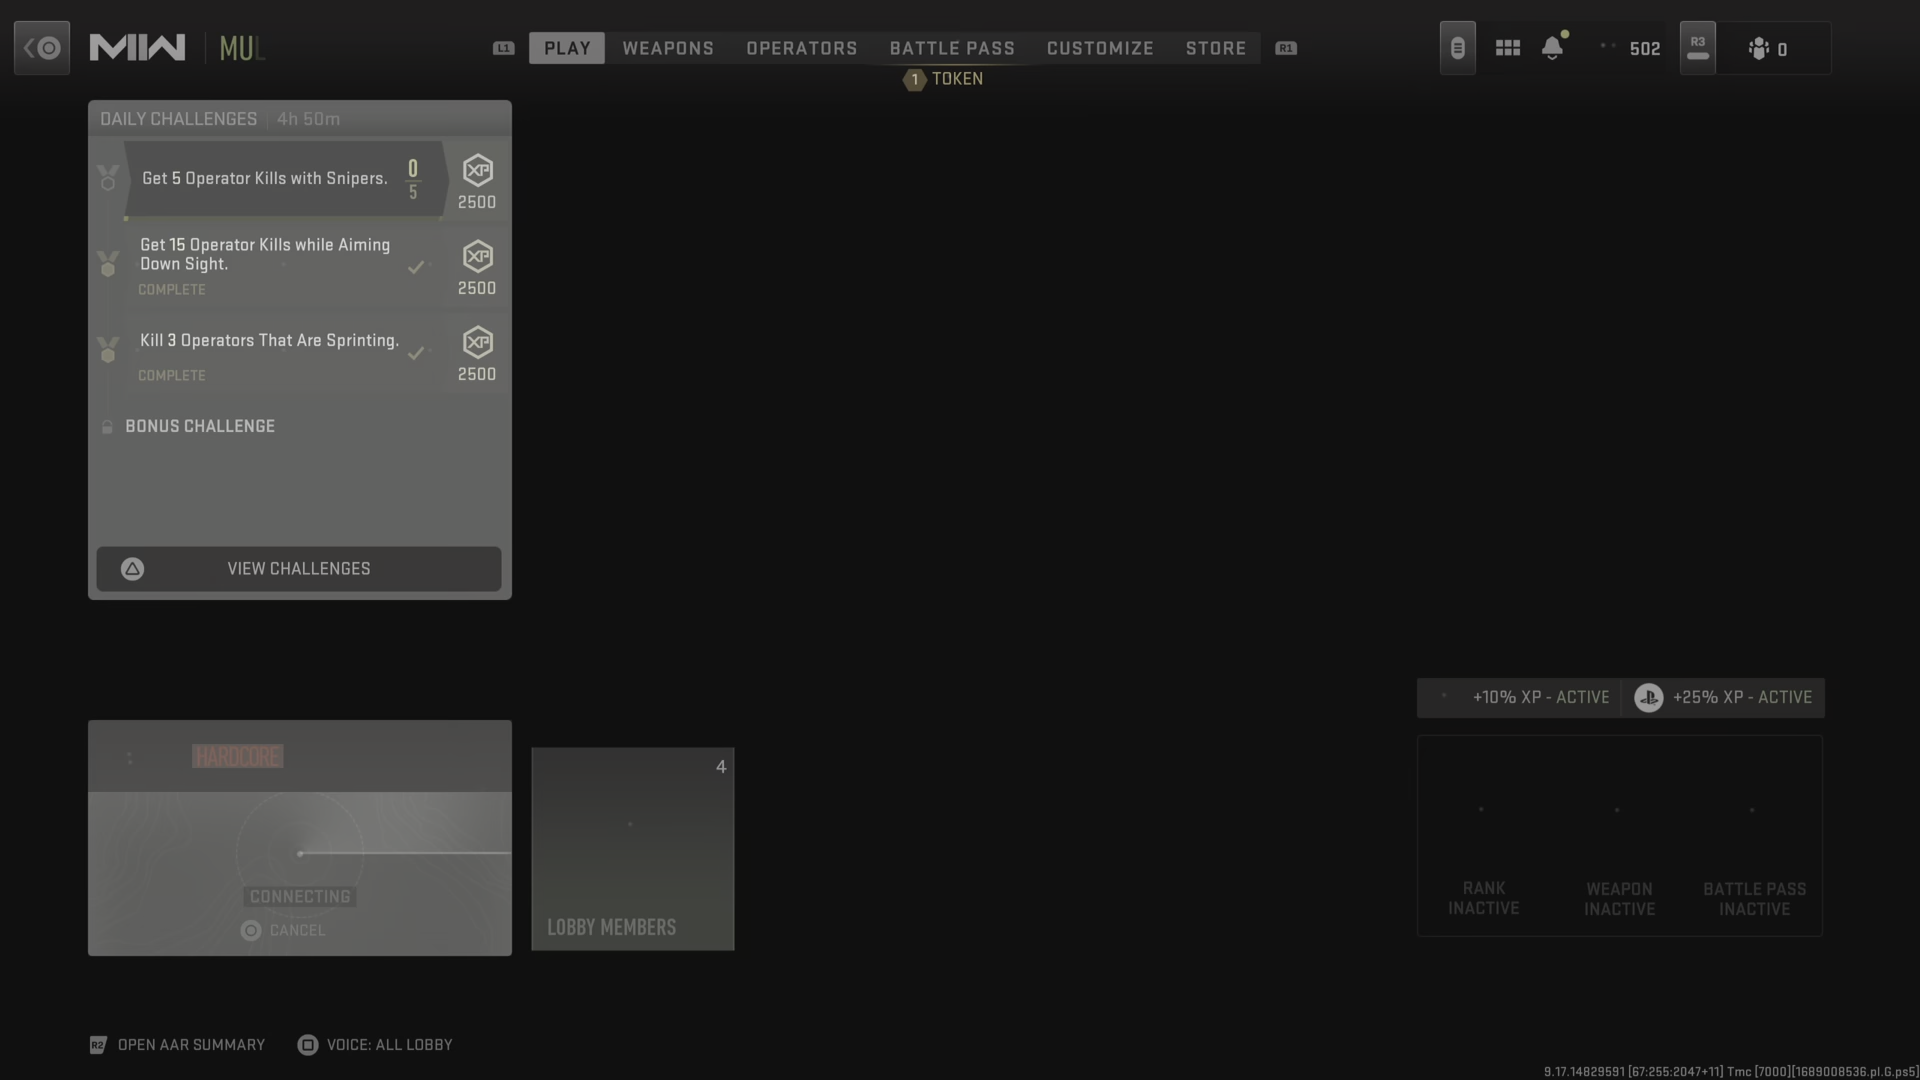 MW MUL
L1 PLAY WEAPONS OPERATORS BATTLE PASS CUSTOMIZE STORE R1
502 R3 0
1 TOKEN
DAILY CHALLENGES 4h 50m
Get 5 Operator Kills with Snipers.
0
5
XP
2500
Get 15 Operator Kills while Aiming
Down Sight.
COMPLETE
XP
2500
Kill 3 Operators That Are Sprinting.
COMPLETE
XP
2500
BONUS CHALLENGE
VIEW CHALLENGES
+10% XP - ACTIVE
+25% XP - ACTIVE
HARDCORE
CONNECTING
CANCEL
4
LOBBY MEMBERS
RANK
INACTIVE
WEAPON
INACTIVE
BATTLE PASS
INACTIVE
R2 OPEN AAR SUMMARY
VOICE: ALL LOBBY
9.17.14829591 [67:255:2047+11] Tmc [7000][1689008536.pl.G.ps5]